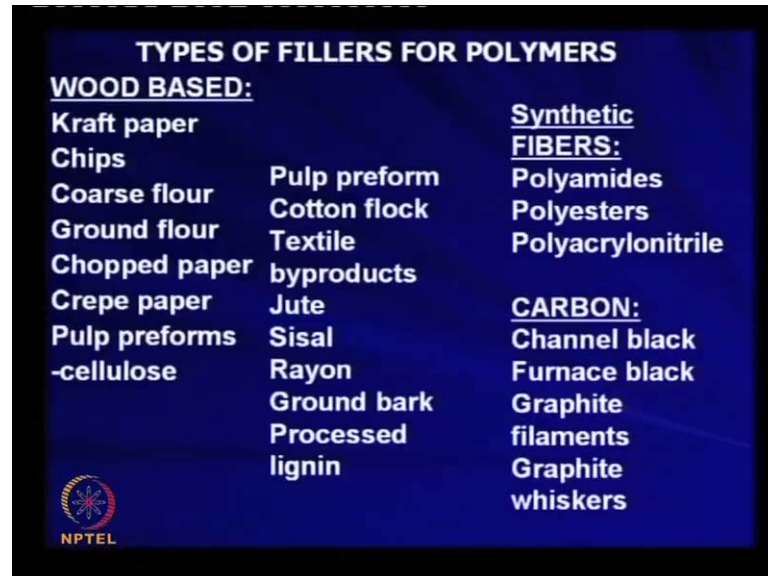 TYPES OF FILLERS FOR POLYMERS
WOOD BASED:
Kraft paper
Chips
Coarse flour
Ground flour
Chopped paper
Crepe paper
Pulp preforms
-cellulose
Pulp preform
Cotton flock
Textile
byproducts
Jute
Sisal
Rayon
Ground bark
Processed
lignin
Synthetic
FIBERS:
Polyamides
Polyesters
Polyacrylonitrile
CARBON:
Channel black
Furnace black
Graphite
filaments
Graphite
whiskers
NPTEL